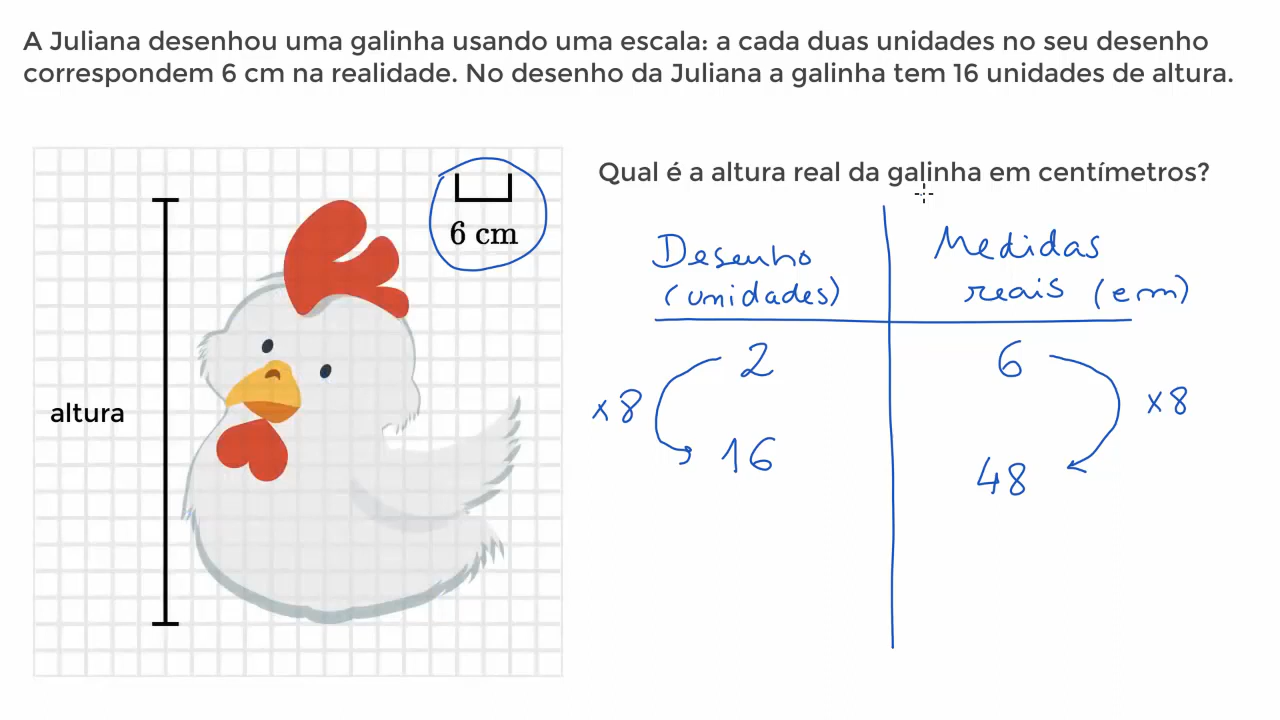 A Juliana desenhou uma galinha usando uma escala: a cada duas unidades no seu desenho
correspondem 6 cm na realidade. No desenho da Juliana a galinha tem 16 unidades de altura.
6 cm
altura
Qual é a altura real da galinha em centímetros?
Desenho
(unidades)
Medidas
reais (em)
2
6
x8
x8
16
48